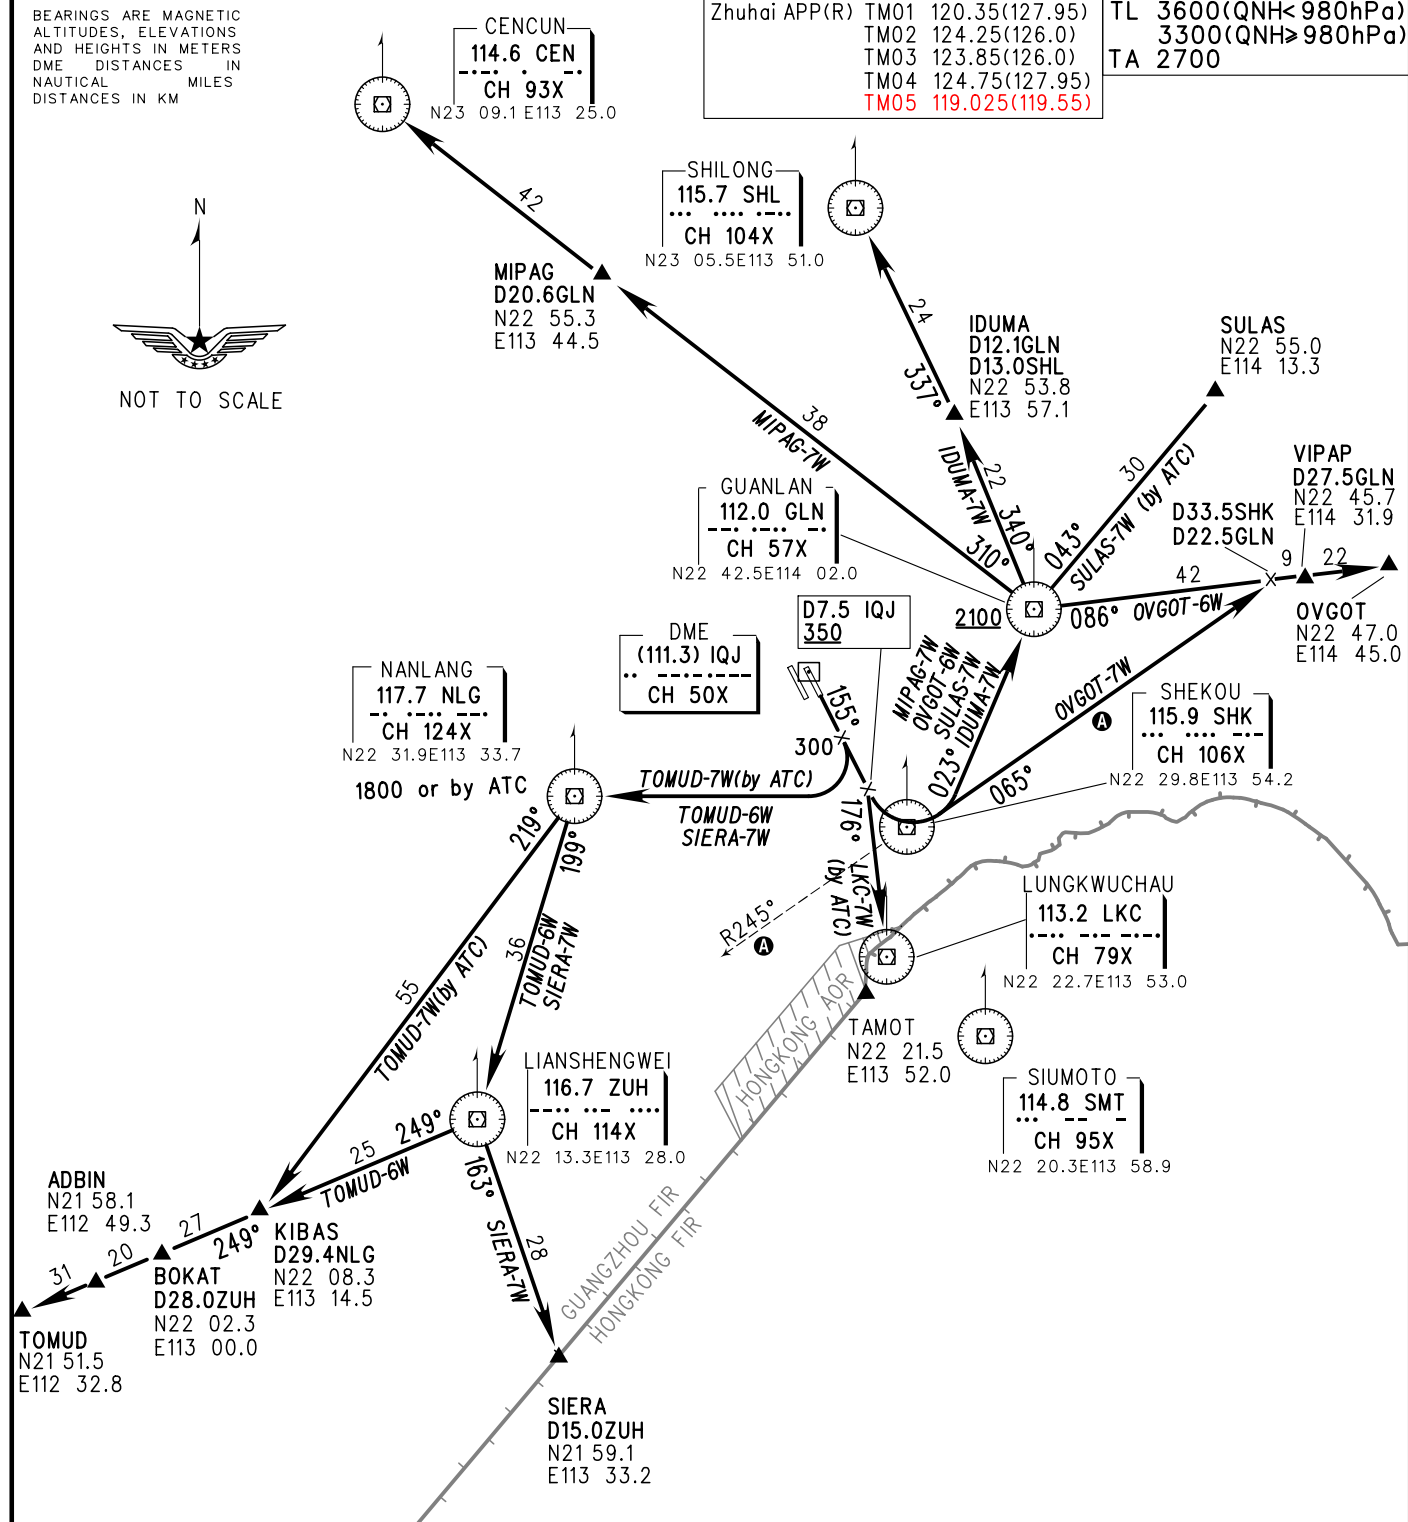 BEARINGS ARE MAGNETIC
ALTITUDES, ELEVATIONS
AND HEIGHTS IN METERS
DME DISTANCES IN
NAUTICAL MILES
DISTANCES IN KM
Zhuhai APP(R) TM01 120.35(127.95)
TM02 124.25(126.0)
TM03 123.85(126.0)
TM04 124.75(127.95)
TM05 119.025(119.55)
TL 3600(QNH<980hPa)
3300(QNH≥980hPa)
TA 2700
CENCUN
114.6 CEN
CH 93X
N23 09.1 E113 25.0
SHILONG
115.7 SHL
CH 104X
N23 05.5E113 51.0
N
NOT TO SCALE
42
MIPAG
D20.6GLN
N22 55.3
E113 44.5
24
337°
IDUMA
D12.1GLN
D13.0SHL
N22 53.8
E113 57.1
SULAS
N22 55.0
E114 13.3
38
MIPAG-7W
22
IDUMA-7W
340°
310°
30
043°
SULAS-7W (by ATC)
VIPAP
D27.5GLN
N22 45.7
E114 31.9
D33.5SHK
D22.5GLN
GUANLAN
112.0 GLN
CH 57X
N22 42.5E114 02.0
42
9
22
086° OVGOT-6W
2100
OVGOT
N22 47.0
E114 45.0
D7.5 IQJ
350
DME
(111.3) IQJ
CH 50X
NANLANG
117.7 NLG
CH 124X
N22 31.9E113 33.7
1800 or by ATC
155°
300
MIPAG-7W
OVGOT-6W
SULAS-7W
023° IDUMA-7W
OVGOT-7W
A
065°
SHEKOU
115.9 SHK
CH 106X
N22 29.8E113 54.2
TOMUD-7W(by ATC)
TOMUD-6W
SIERA-7W
176°
LKC-7W
(by ATC)
R245°
A
219°
199°
LUNGKWUCHAU
113.2 LKC
CH 79X
N22 22.7E113 53.0
55
TOMUD-7W(by ATC)
36
TOMUD-6W
SIERA-7W
HONGKONG AOR
TAMOT
N22 21.5
E113 52.0
SIUMOTO
114.8 SMT
CH 95X
N22 20.3E113 58.9
LIANSHENGWEI
116.7 ZUH
CH 114X
N22 13.3E113 28.0
25
249°
TOMUD-6W
163°
SIERA-7W
28
ADBIN
N21 58.1
E112 49.3
27
249°
20
31
KIBAS
D29.4NLG
N22 08.3
E113 14.5
BOKAT
D28.0ZUH
N22 02.3
E113 00.0
TOMUD
N21 51.5
E112 32.8
GUANGZHOU FIR
HONGKONG FIR
SIERA
D15.0ZUH
N21 59.1
E113 33.2